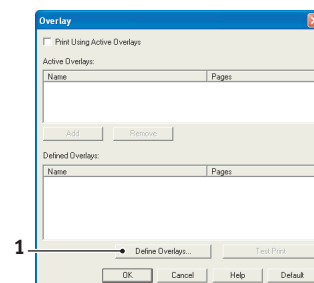 Overlay
Print Using Active Overlays
Active Overlays:
Name Pages
Add Remove
Defined Overlays:
Name Pages
1 Define Overlays... Test Print
OK Cancel Help Default